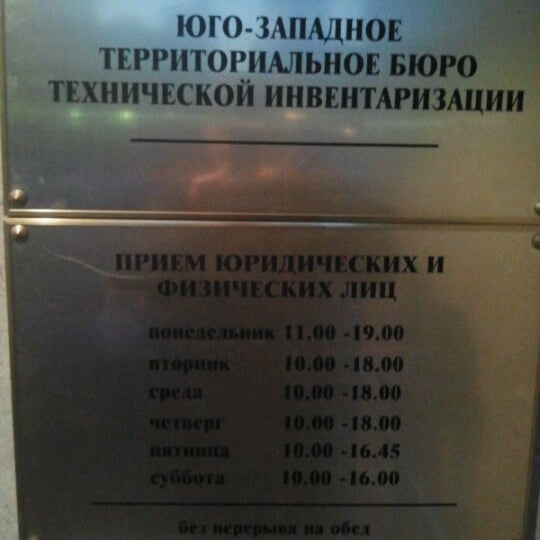 ЮГО-ЗАПАДНОЕ
ТЕРРИТОРИАЛЬНОЕ БЮРО
ТЕХНИЧЕСКОЙ ИНВЕНТАРИЗАЦИИ
ПРИЕМ ЮРИДИЧЕСКИХ И
ФИЗИЧЕСКИХ ЛИЦ
понедельник 11.00 -19.00
вторник 10.00 -18.00
среда 10.00 -18.00
четверг 10.00 -18.00
пятница 10.00 -16.45
суббота 10.00 -16.00
без перерыва на обед